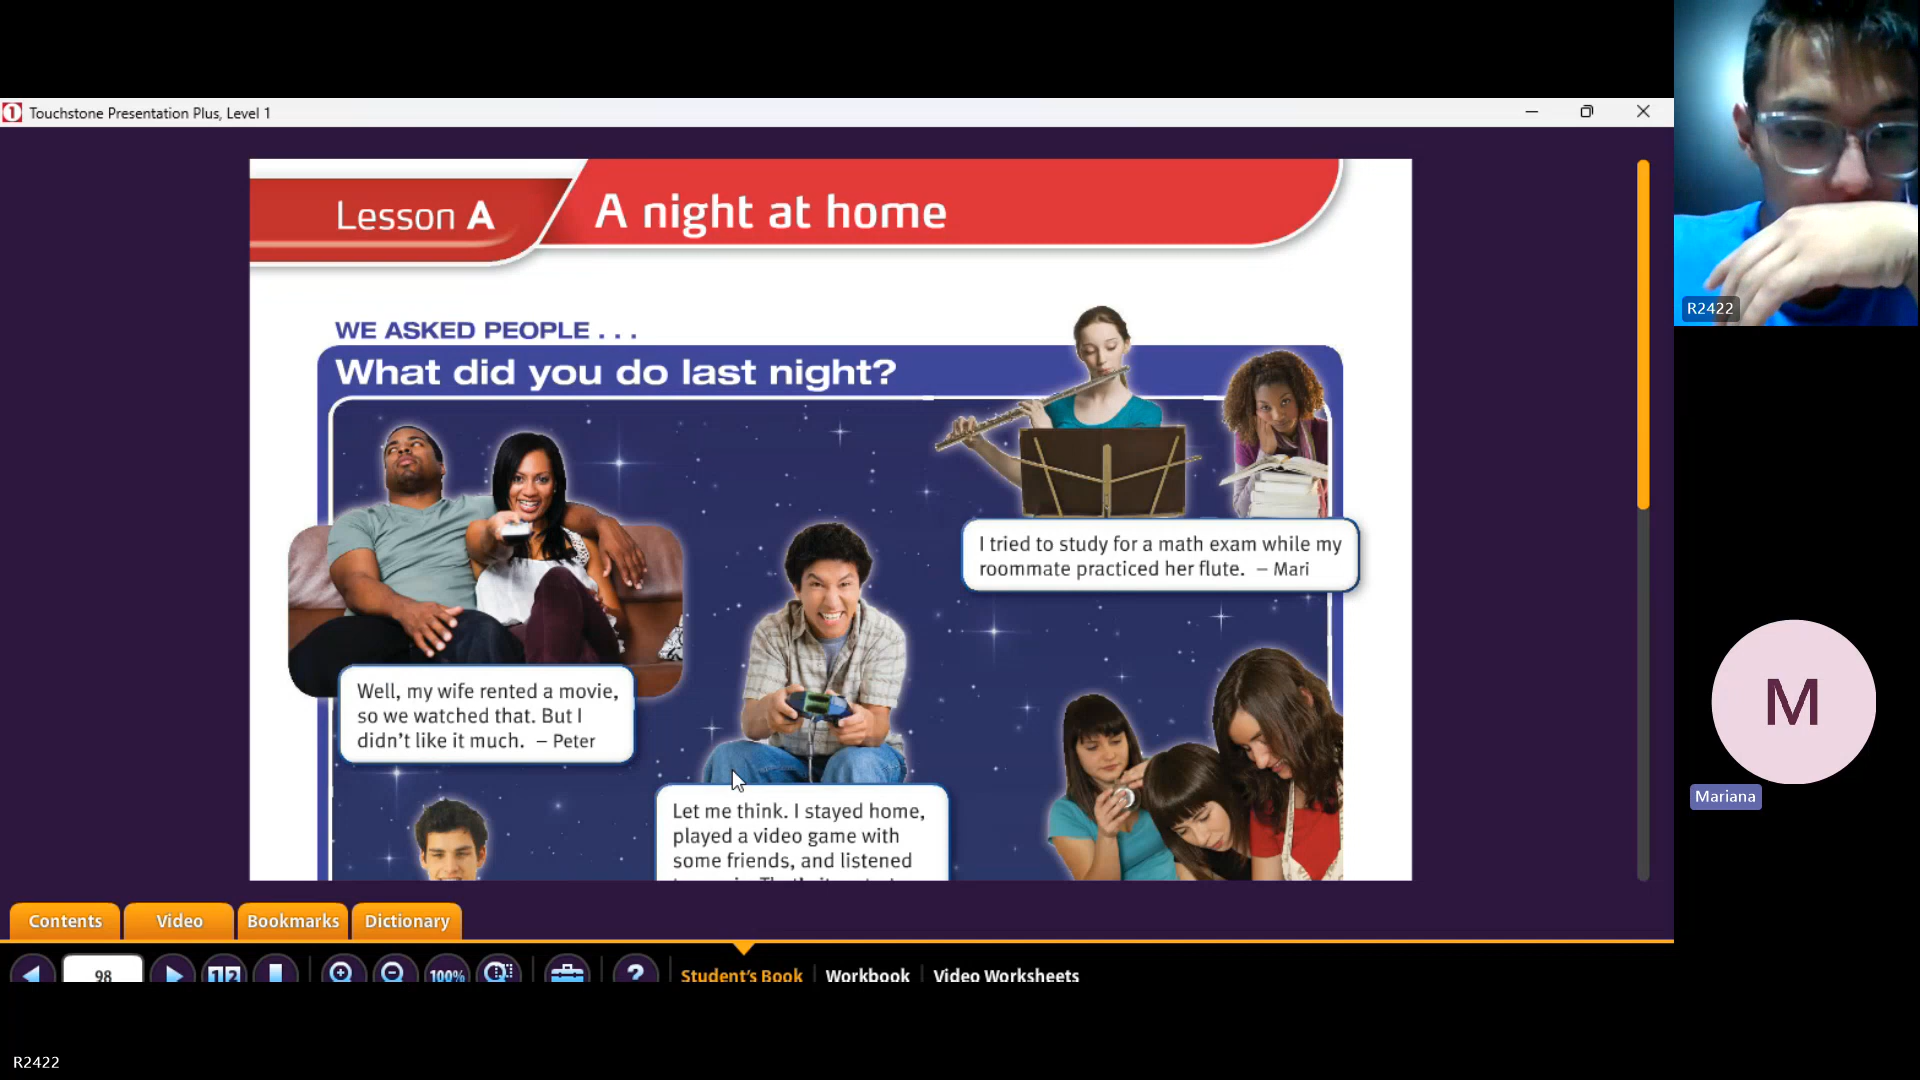 Touchstone Presentation Plus, Level 1
Lesson A
A night at home
WE ASKED PEOPLE . . .
What did you do last night?
I tried to study for a math exam while my
roommate practiced her flute. – Mari
Well, my wife rented a movie,
so we watched that. But I
didn't like it much. – Peter
Let me think. I stayed home,
played a video game with
some friends, and listened
R2422
M
Mariana
Contents
Video
Bookmarks
Dictionary
98
12
100%
?
Student's Book
Workbook
Video Worksheets
R2422